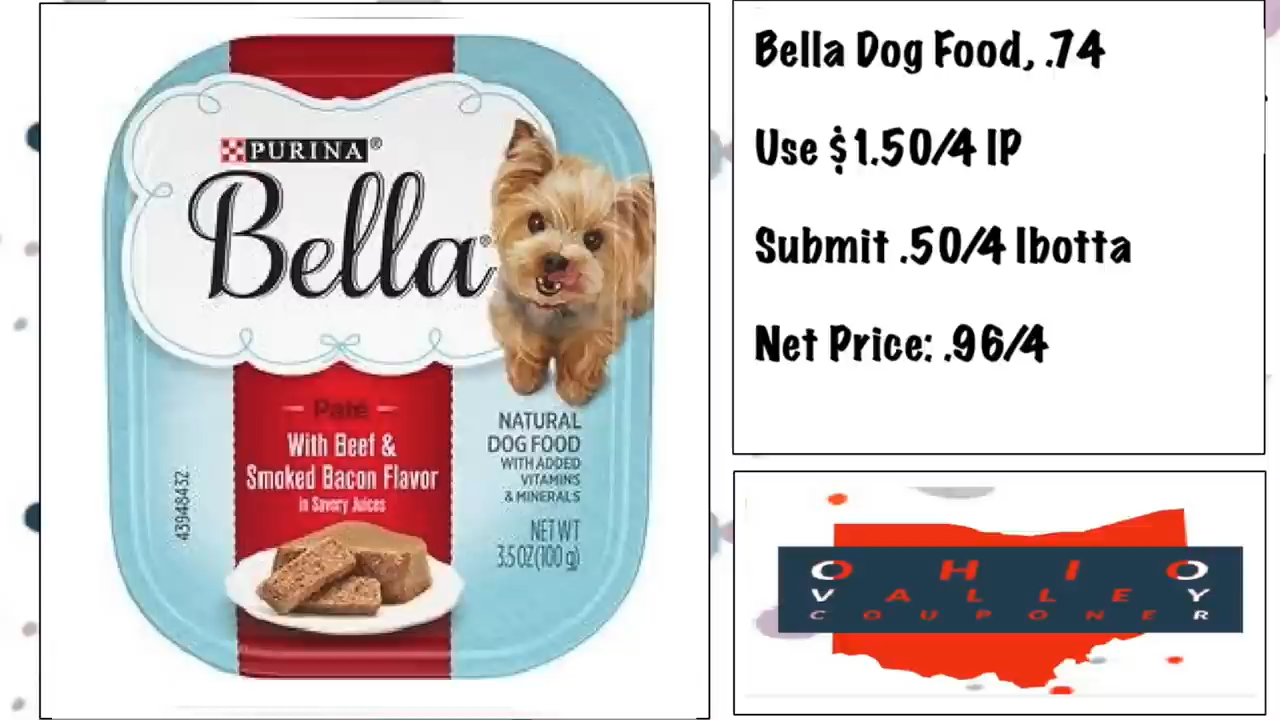 PURINA®
Bella®
Paté
With Beef &
Smoked Bacon Flavor
in Savory Juices
NATURAL
DOG FOOD
WITH ADDED
VITAMINS
& MINERALS
NET WT
3.5 OZ (100 g)
43948432
Bella Dog Food, .74
Use $1.50/4 IP
Submit .50/4 Ibotta
Net Price: .96/4
OHIO
VALLEY
COUPONER